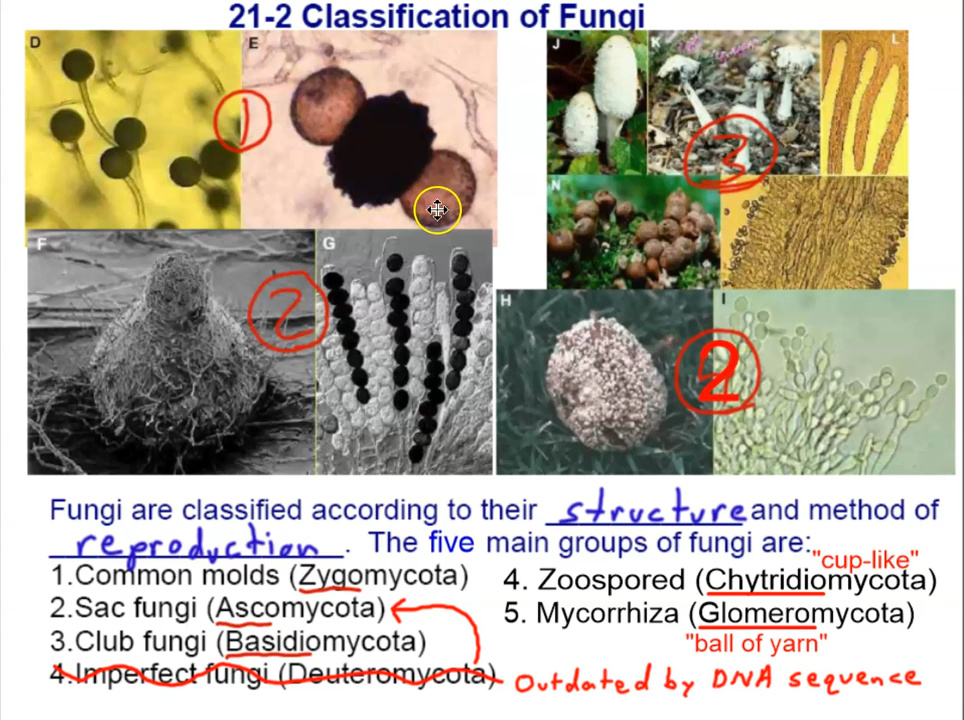 21-2 Classification of Fungi
D
E
1
J
K
L
3
N
F
G
2
H
I
2
Fungi are classified according to their structure and method of
reproduction. The five main groups of fungi are:
"cup-like"
1.Common molds (Zygomycota)
2.Sac fungi (Ascomycota)
3.Club fungi (Basidiomycota)
4.Imperfect fungi (Deuteromycota)
4. Zoospored (Chytridiomycota)
5. Mycorrhiza (Glomeromycota)
"ball of yarn"
Outdated by DNA sequence